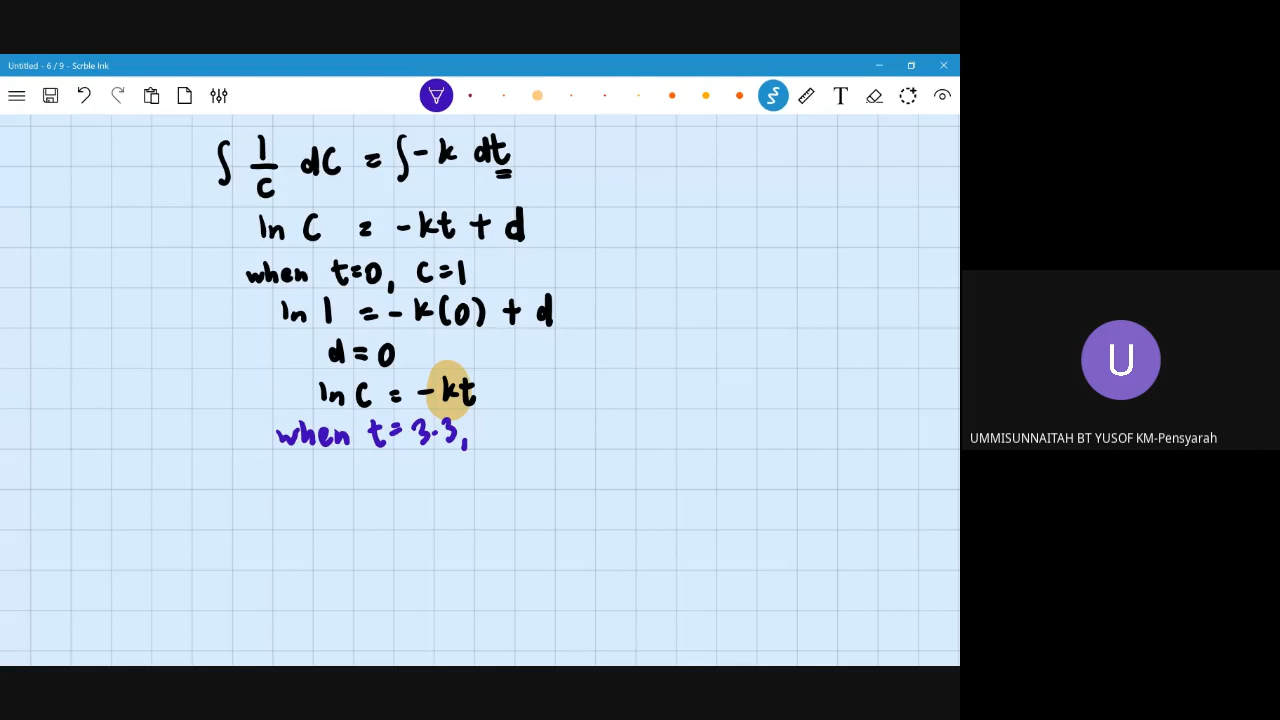 Untitled - 6 / 9 - Scrble Ink
T
∫ 1/C dC = ∫ -k dt
ln C = -kt + d
when t=0, C=1
ln 1 = -k(0) + d
d = 0
ln C = -kt
when t = 3.3,
U
UMMISUNNAITAH BT YUSOF KM-Pensyarah